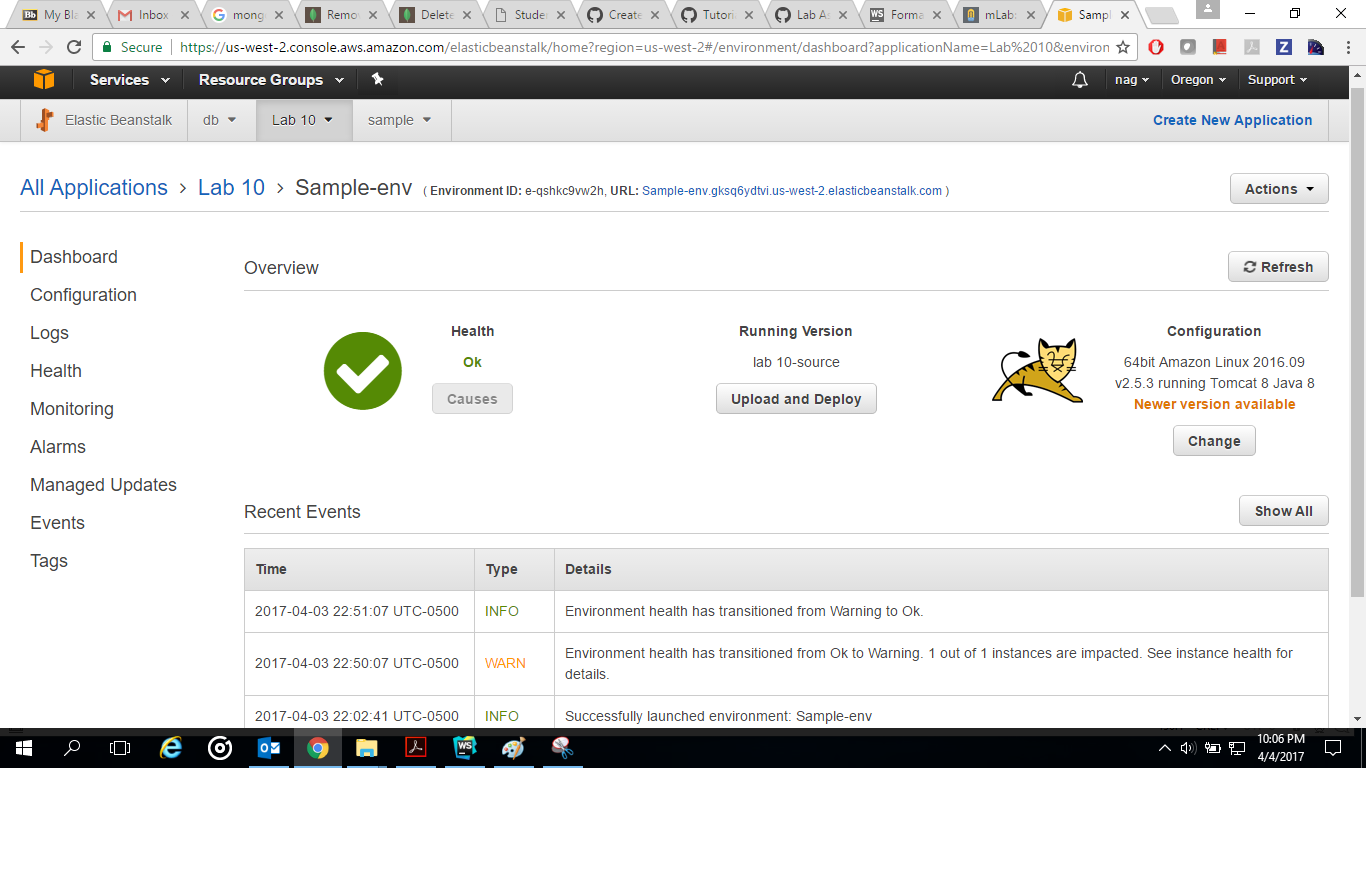 My Bla
Inbox
mong
Remo
Delete
Stude
Create
Tutori
Lab As
Forma
mLab:
Sampl
Secure
https://us-west-2.console.aws.amazon.com/elasticbeanstalk/home?region=us-west-2#/environment/dashboard?applicationName=Lab%2010&environ
Services
Resource Groups
nag
Oregon
Support
Elastic Beanstalk
db
Lab 10
sample
Create New Application
All Applications > Lab 10 > Sample-env ( Environment ID: e-qshkc9vw2h, URL: Sample-env.gksq6ydtvi.us-west-2.elasticbeanstalk.com )
Actions
Dashboard
Configuration
Logs
Health
Monitoring
Alarms
Managed Updates
Events
Tags
Overview
Refresh
Health
Ok
Causes
Running Version
lab 10-source
Upload and Deploy
Configuration
64bit Amazon Linux 2016.09
v2.5.3 running Tomcat 8 Java 8
Newer version available
Change
Recent Events
Show All
Time Type Details
2017-04-03 22:51:07 UTC-0500 INFO Environment health has transitioned from Warning to Ok.
2017-04-03 22:50:07 UTC-0500 WARN Environment health has transitioned from Ok to Warning. 1 out of 1 instances are impacted. See instance health for
details.
2017-04-03 22:02:41 UTC-0500 INFO Successfully launched environment: Sample-env
10:06 PM
4/4/2017